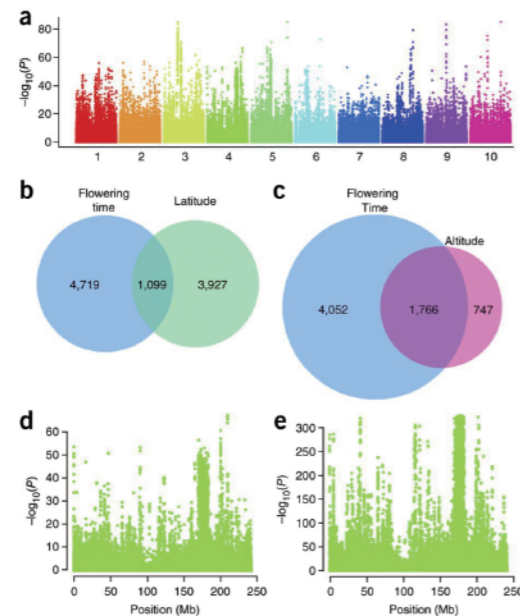 a
80
60
40
20
0
–log10(P)
1 2 3 4 5 6 7 8 9 10
b
Flowering
time
Latitude
4,719 1,099 3,927
c
Flowering
Time
Altitude
4,052 1,766 747
d
60
50
40
30
20
10
0
–log10(P)
0 50 100 150 200 250
Position (Mb)
e
300
250
200
150
100
50
0
–log10(P)
0 50 100 150 200 250
Position (Mb)